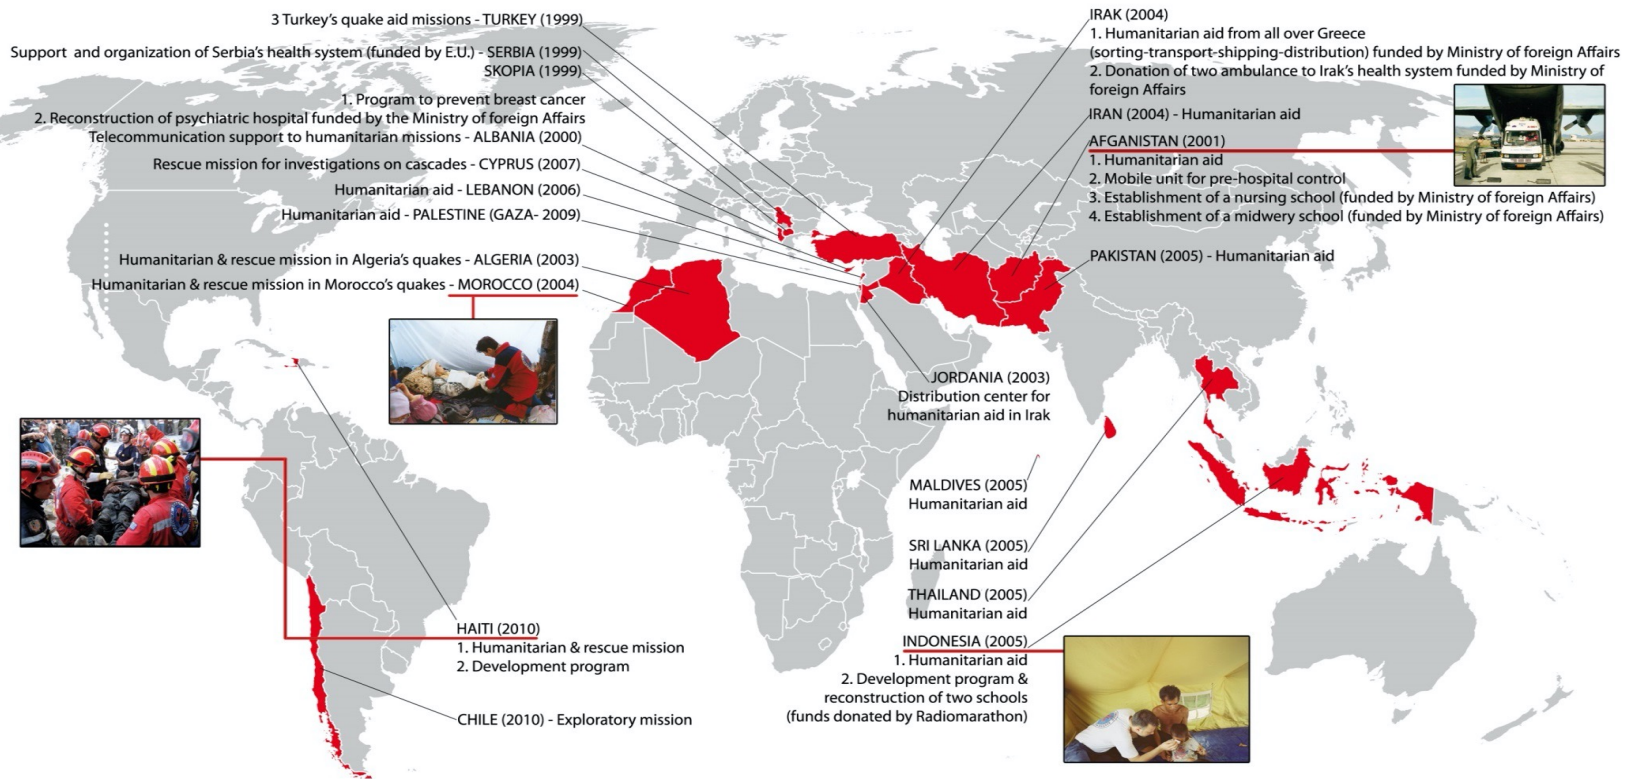 3 Turkey's quake aid missions - TURKEY (1999)
Support and organization of Serbia's health system (funded by E.U.) - SERBIA (1999)
SKOPIA (1999)
1. Program to prevent breast cancer
2. Reconstruction of psychiatric hospital funded by the Ministry of foreign Affairs
Telecommunication support to humanitarian missions - ALBANIA (2000)
Rescue mission for investigations on cascades - CYPRUS (2007)
Humanitarian aid - LEBANON (2006)
Humanitarian aid - PALESTINE (GAZA- 2009)
Humanitarian & rescue mission in Algeria's quakes - ALGERIA (2003)
Humanitarian & rescue mission in Morocco's quakes - MOROCCO (2004)
IRAK (2004)
1. Humanitarian aid from all over Greece
(sorting-transport-shipping-distribution) funded by Ministry of foreign Affairs
2. Donation of two ambulance to Irak's health system funded by Ministry of
foreign Affairs
IRAN (2004) - Humanitarian aid
AFGANISTAN (2001)
1. Humanitarian aid
2. Mobile unit for pre-hospital control
3. Establishment of a nursing school (funded by Ministry of foreign Affairs)
4. Establishment of a midwery school (funded by Ministry of foreign Affairs)
PAKISTAN (2005) - Humanitarian aid
JORDANIA (2003)
Distribution center for
humanitarian aid in Irak
MALDIVES (2005)
Humanitarian aid
SRI LANKA (2005)
Humanitarian aid
THAILAND (2005)
Humanitarian aid
INDONESIA (2005)
1. Humanitarian aid
2. Development program &
reconstruction of two schools
(funds donated by Radiomarathon)
HAITI (2010)
1. Humanitarian & rescue mission
2. Development program
CHILE (2010) - Exploratory mission